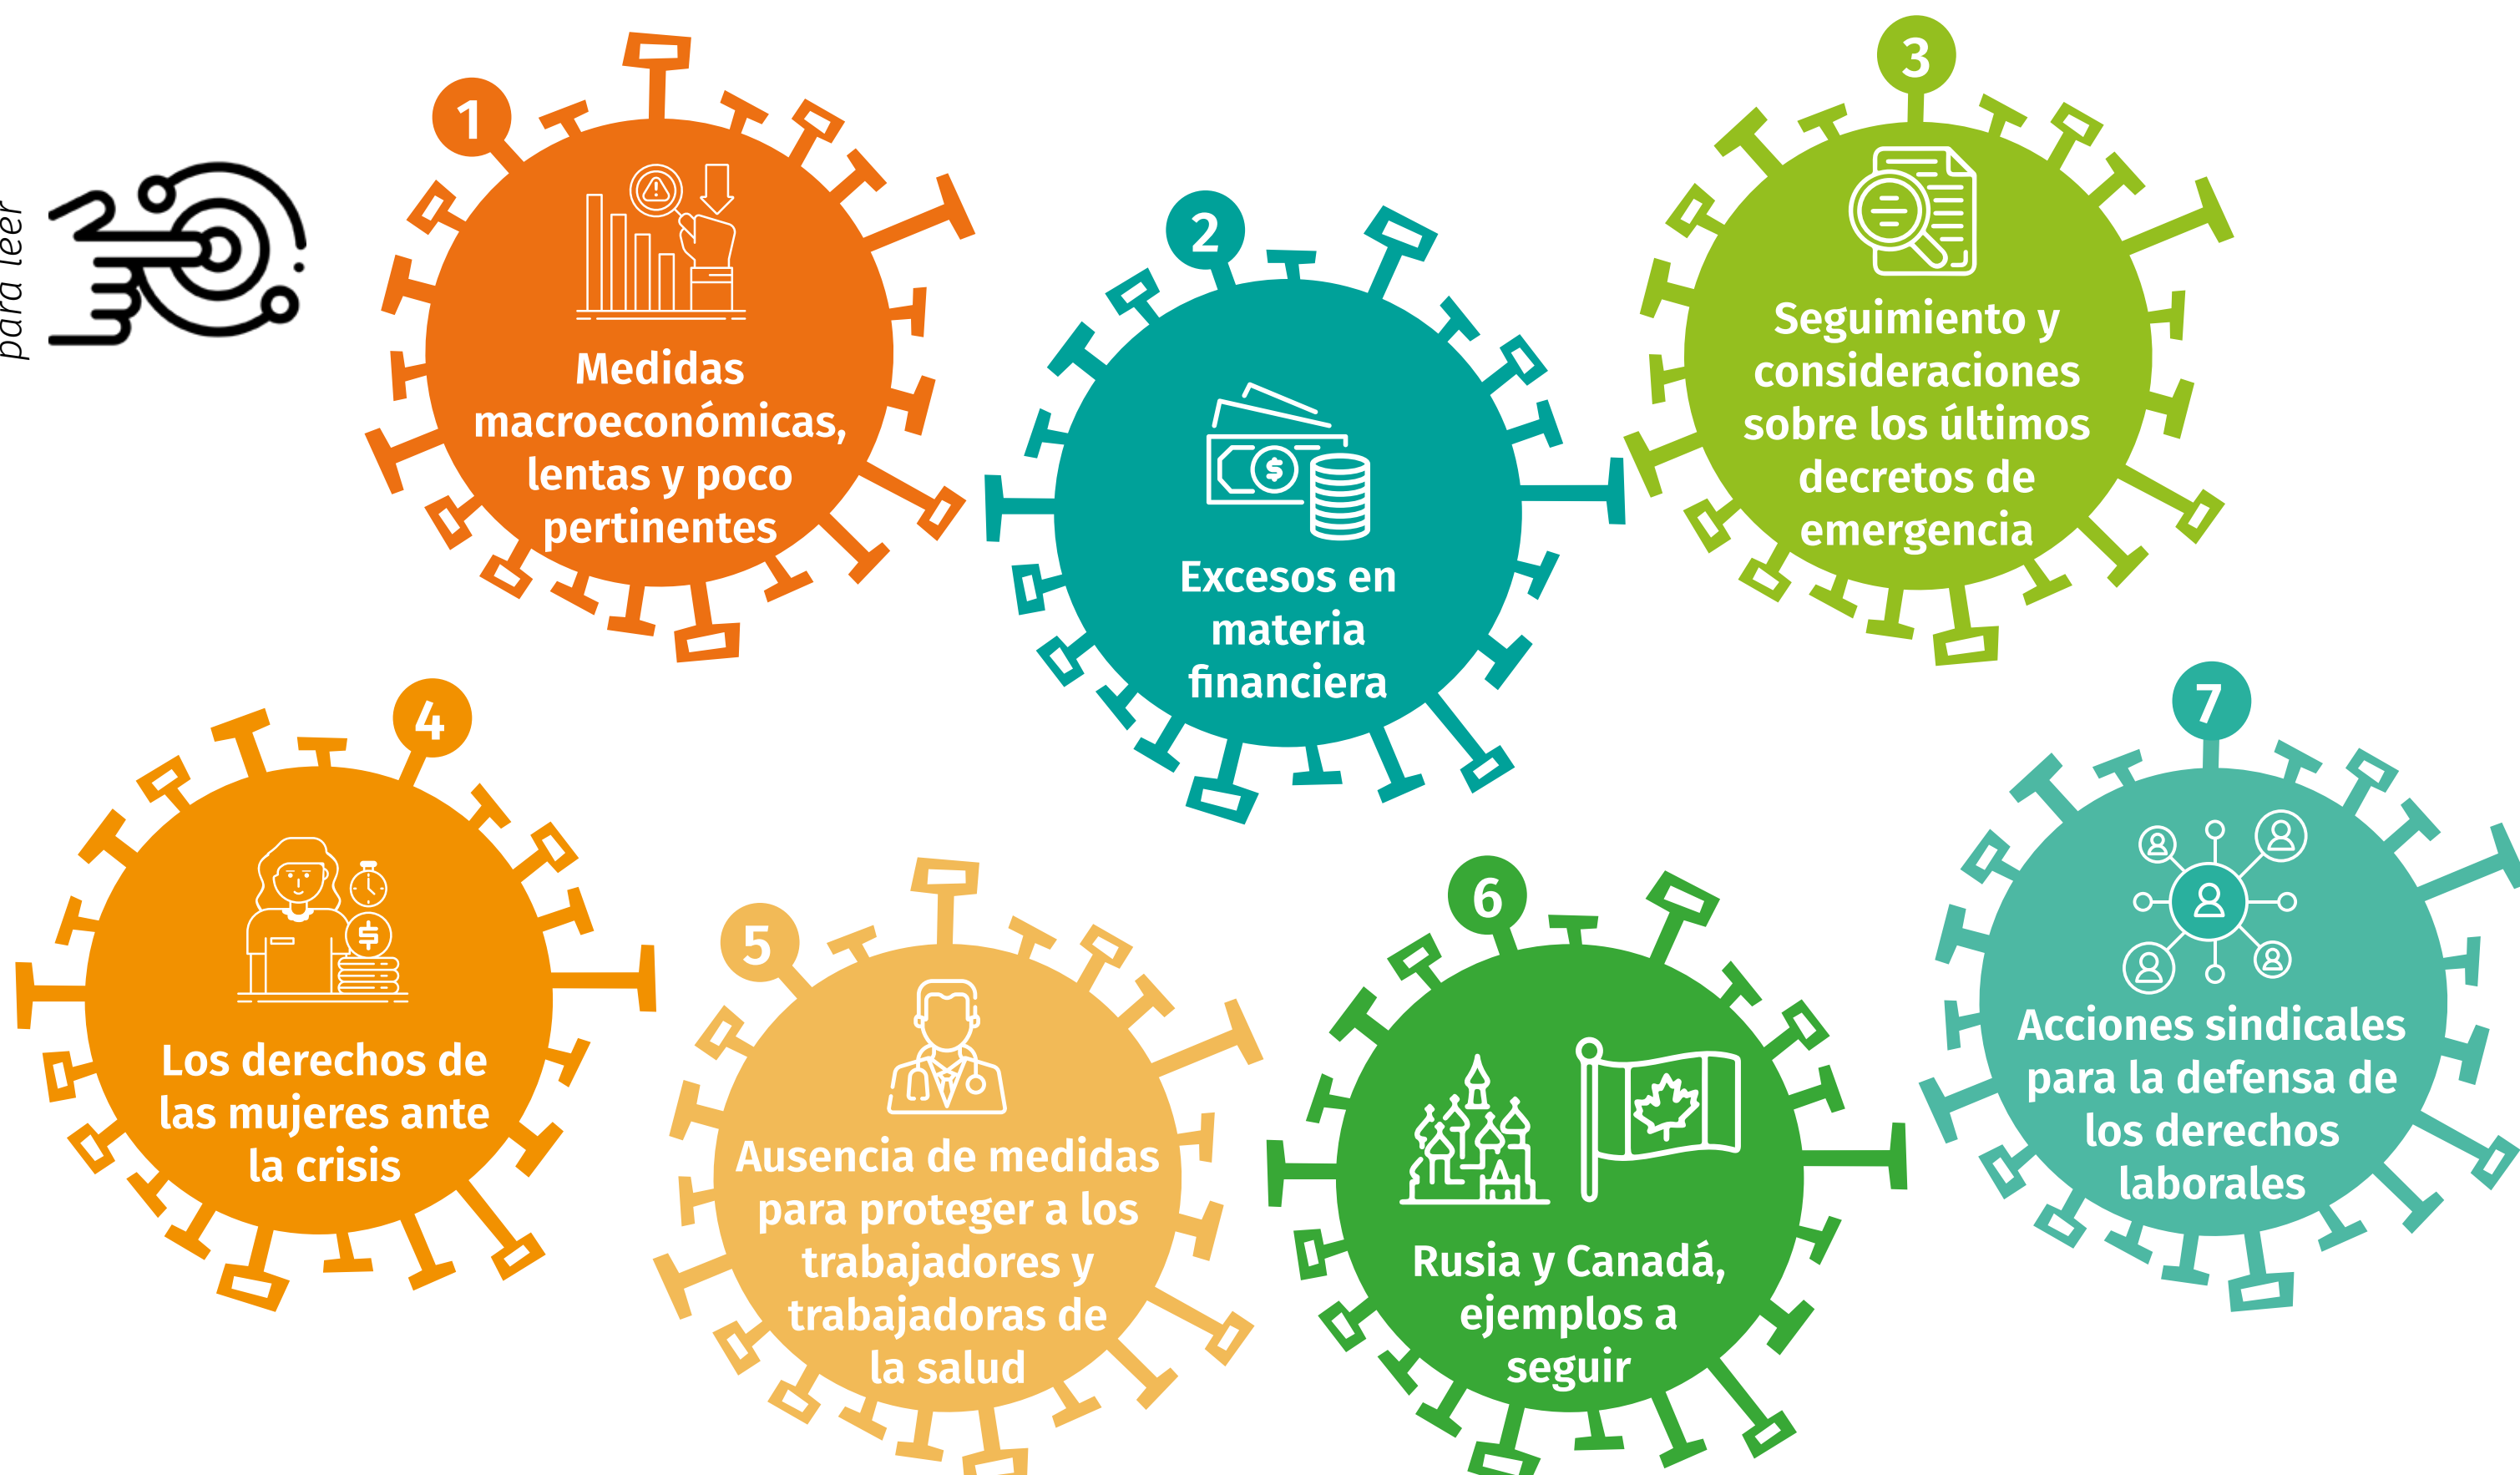 para leer
1
Medidas
macroeconómicas,
lentas y poco
pertinentes
2
Excesos en
materia
financiera
3
Seguimiento y
consideraciones
sobre los últimos
decretos de
emergencia
4
Los derechos de
las mujeres ante
la crisis
5
Ausencia de medidas
para proteger a los
trabajadores y
trabajadoras de
la salud
6
Rusia y Canadá,
ejemplos a
seguir
7
Acciones sindicales
para la defensa de
los derechos
laborales